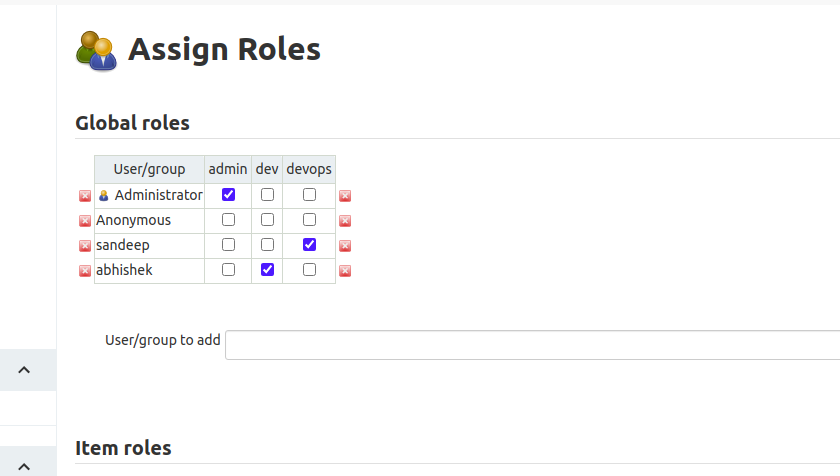 Assign Roles
Global roles
User/group admin dev devops
Administrator
Anonymous
sandeep
abhishek
User/group to add
Item roles